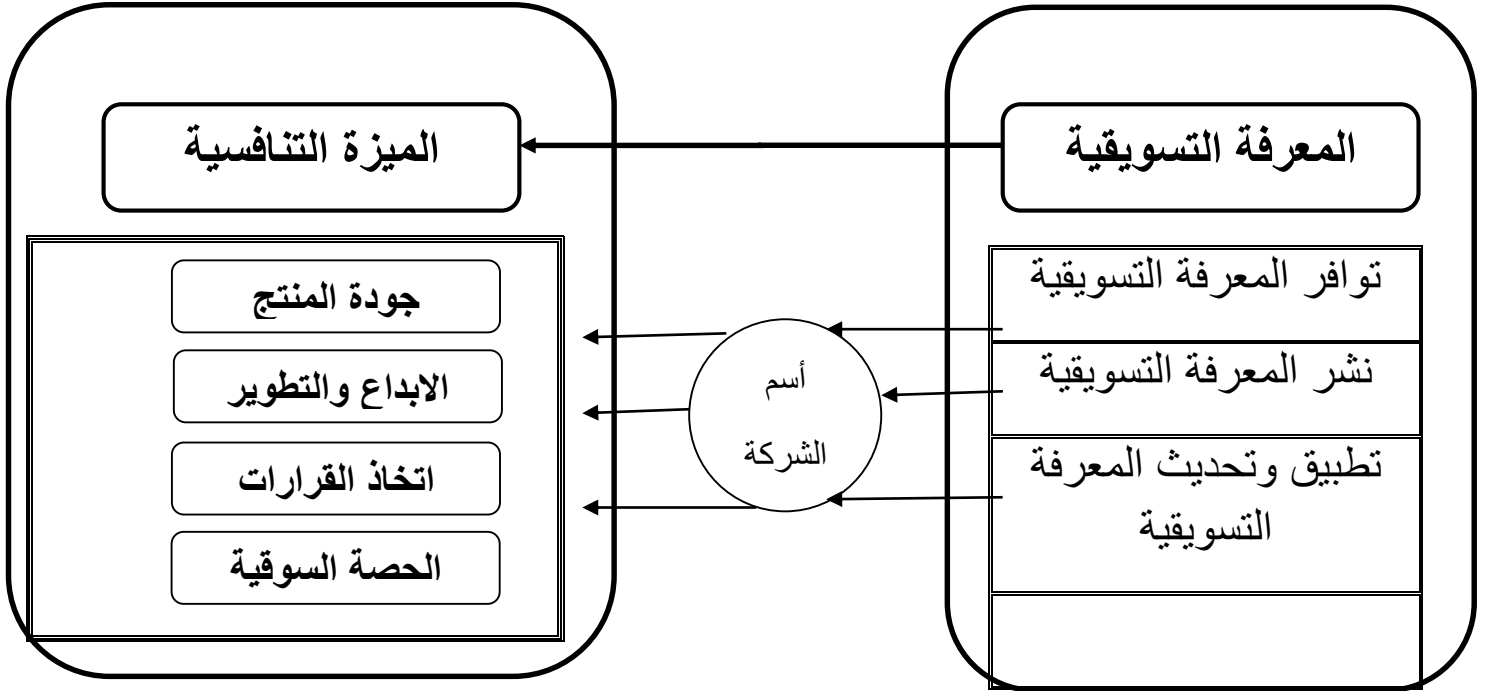 المعرفة التسويقية
توافر المعرفة التسويقية
نشر المعرفة التسويقية
تطبيق وتحديث المعرفة
التسويقية
أسم
الشركة
الميزة التنافسية
جودة المنتج
الابداع والتطوير
اتخاذ القرارات
الحصة السوقية